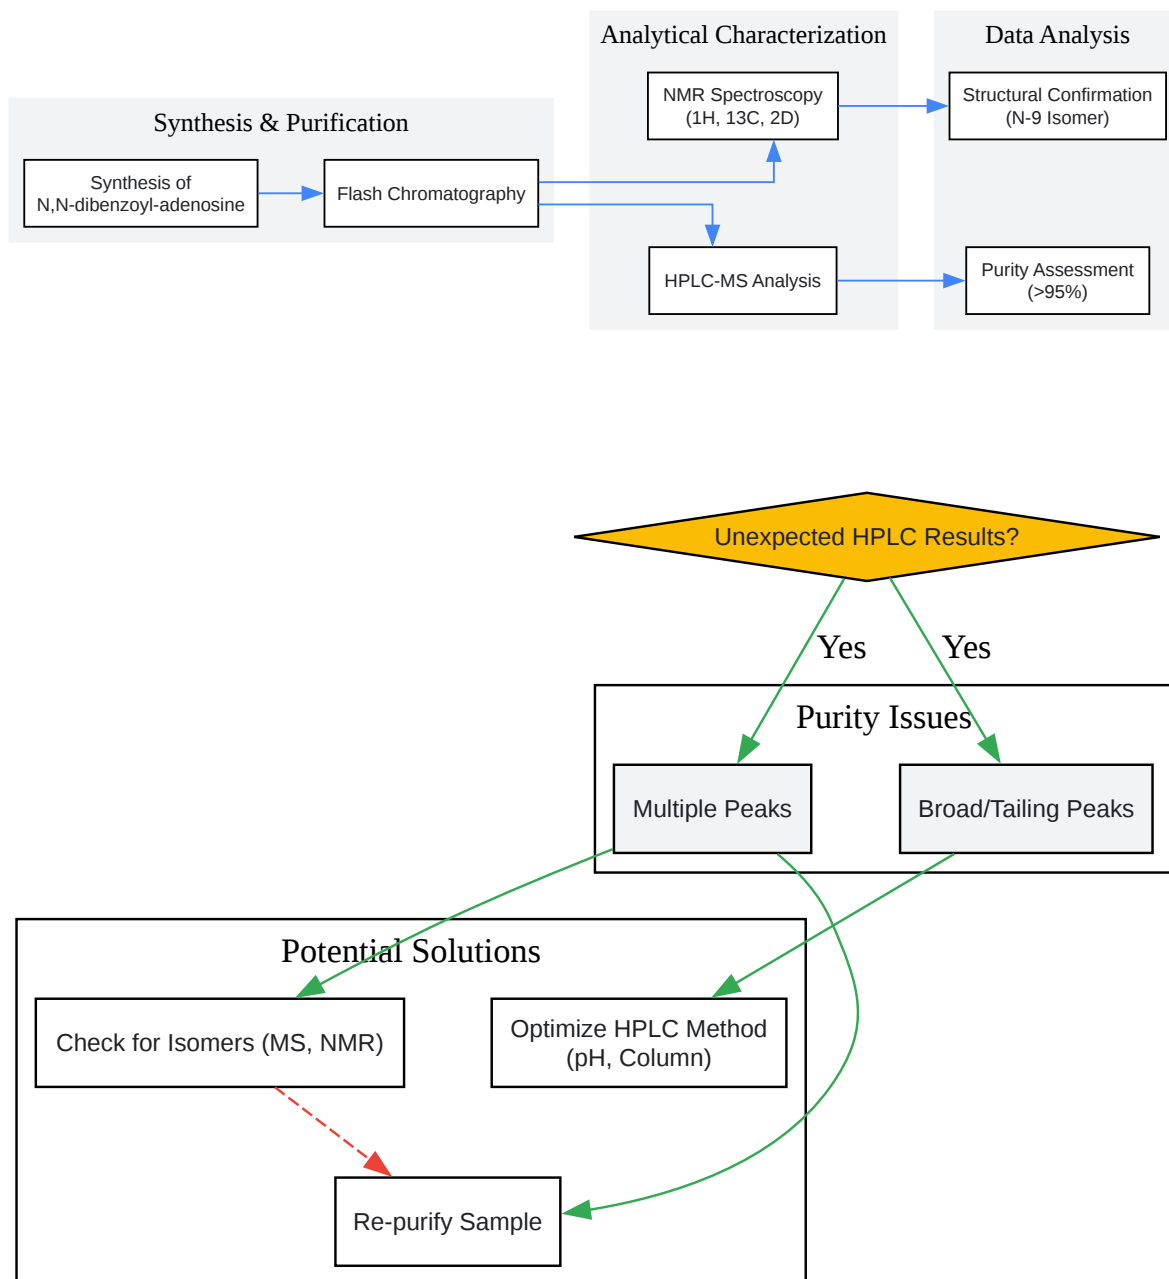 Analytical Characterization
Data Analysis
Synthesis & Purification
NMR Spectroscopy
(1H, 13C, 2D)
Structural Confirmation
(N-9 Isomer)
Synthesis of
N,N-dibenzoyl-adenosine
Flash Chromatography
HPLC-MS Analysis
Purity Assessment
(>95%)
Unexpected HPLC Results?
Yes
Yes
Purity Issues
Multiple Peaks
Broad/Tailing Peaks
Potential Solutions
Check for Isomers (MS, NMR)
Optimize HPLC Method
(pH, Column)
Re-purify Sample